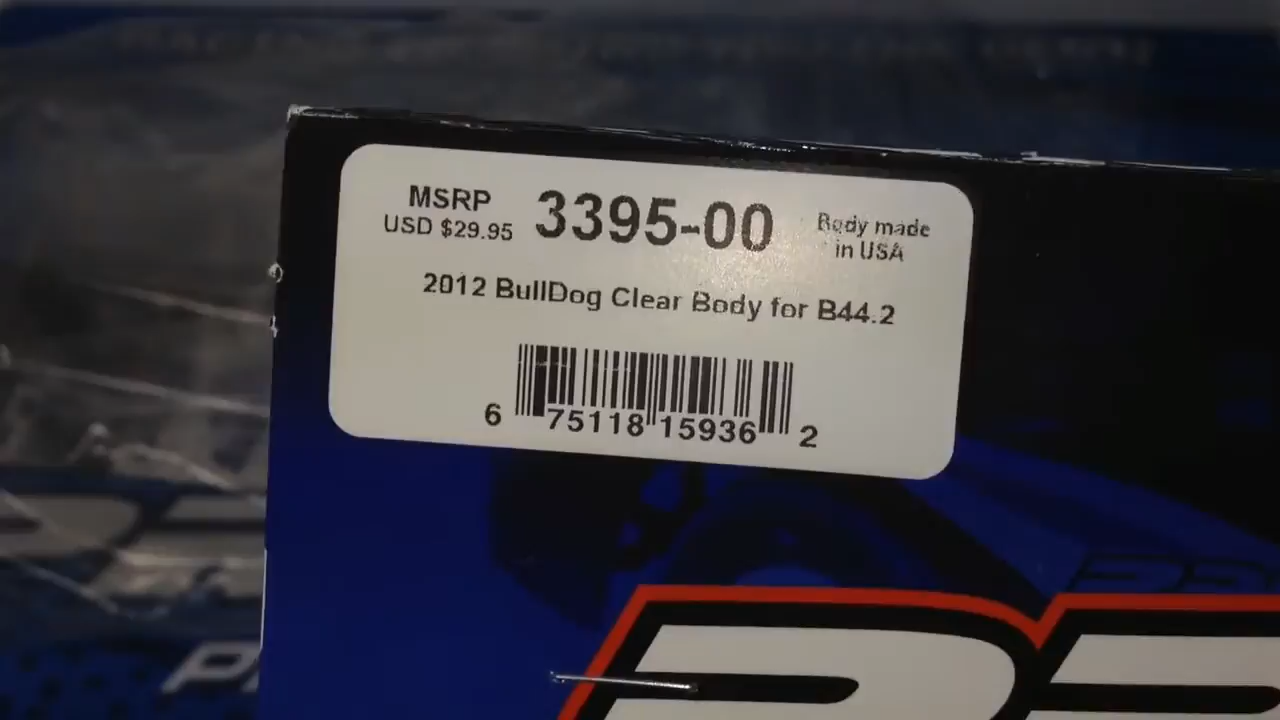 MSRP
USD $29.95
3395-00
Body made
in USA
2012 BullDog Clear Body for B44.2
6 75118 15936 2